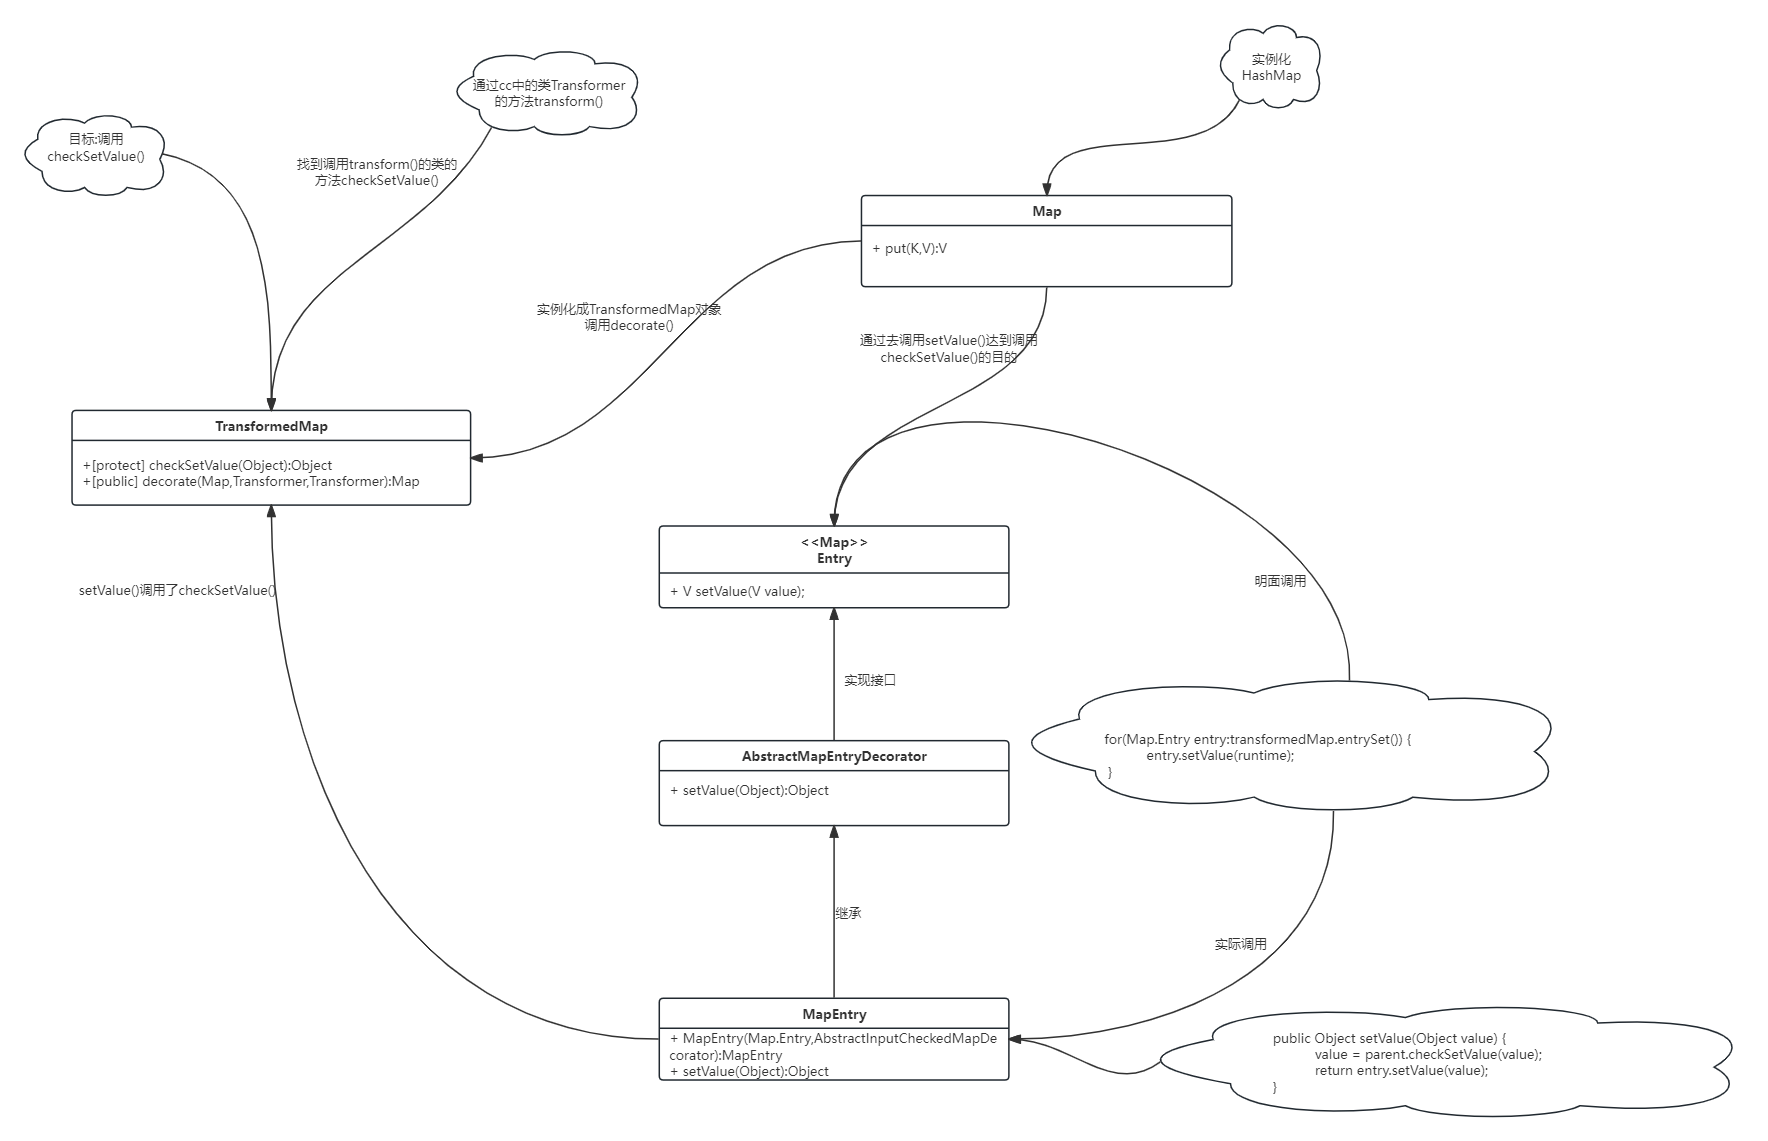 实例化
HashMap
通过cc中的类Transformer
的方法transform()
目标:调用
checkSetValue()
找到调用transform()的类的
方法checkSetValue()
Map
+ put(K,V):V
实例化成TransformedMap对象
调用decorate()
通过去调用setValue()达到调用
checkSetValue()的目的
TransformedMap
+[protect] checkSetValue(Object):Object
+[public] decorate(Map,Transformer,Transformer):Map
<<Map>>
Entry
+ V setValue(V value);
setValue()调用了checkSetValue()
明面调用
实现接口
for(Map.Entry entry:transformedMap.entrySet()) {
entry.setValue(runtime);
}
AbstractMapEntryDecorator
+ setValue(Object):Object
继承
实际调用
MapEntry
+ MapEntry(Map.Entry,AbstractInputCheckedMapDe
corator):MapEntry
+ setValue(Object):Object
public Object setValue(Object value) {
value = parent.checkSetValue(value);
return entry.setValue(value);
}